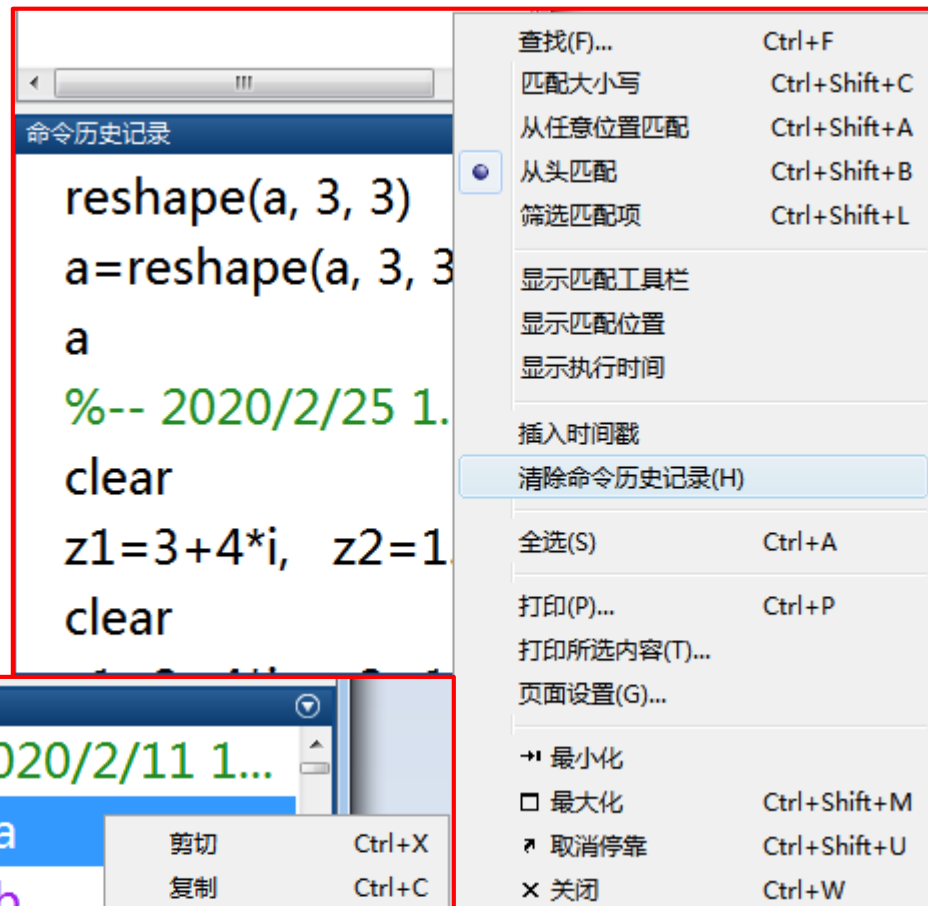 命令历史记录
reshape(a, 3, 3)
a=reshape(a, 3, 3
a
%-- 2020/2/25 1.
clear
z1=3+4*i, z2=1.
clear
查找(F)... Ctrl+F
匹配大小写 Ctrl+Shift+C
从任意位置匹配 Ctrl+Shift+A
从头匹配 Ctrl+Shift+B
筛选匹配项 Ctrl+Shift+L
显示匹配工具栏
显示匹配位置
显示执行时间
插入时间戳
清除命令历史记录(H)
全选(S) Ctrl+A
打印(P)... Ctrl+P
打印所选内容(T)...
页面设置(G)...
最小化
最大化 Ctrl+Shift+M
取消停靠 Ctrl+Shift+U
关闭 Ctrl+W
020/2/11 1...
a
剪切 Ctrl+X
复制 Ctrl+C